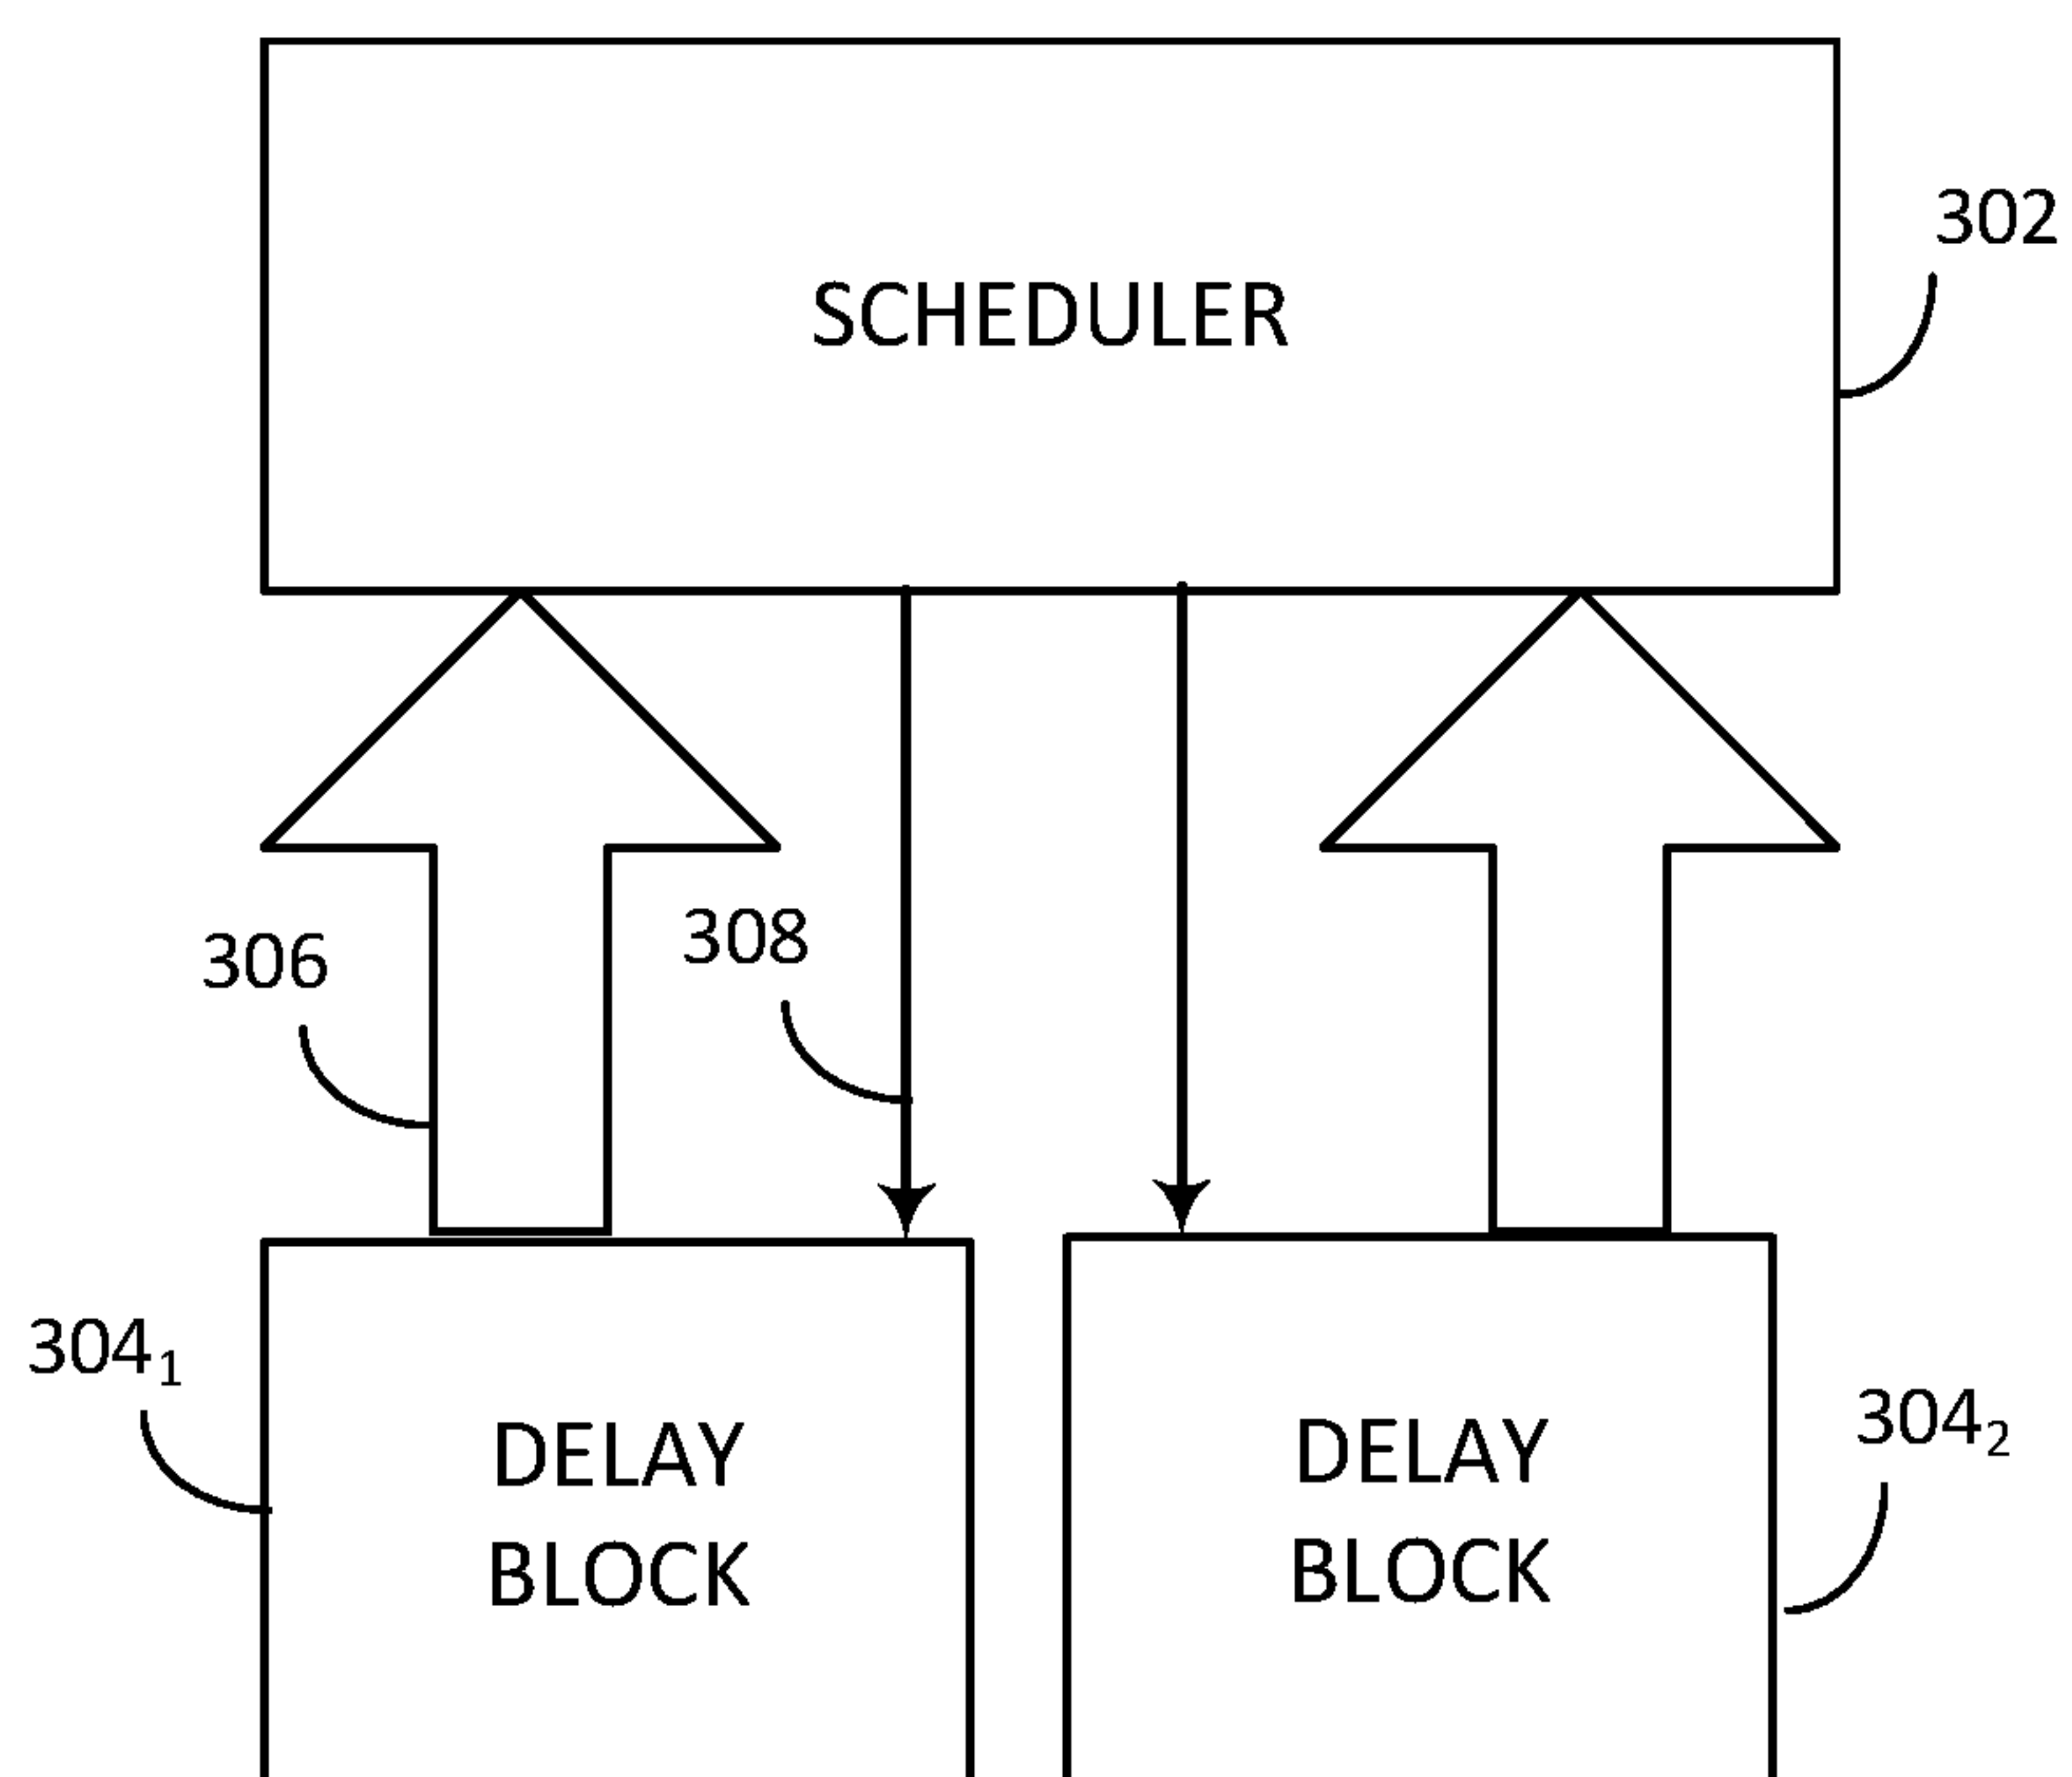 302
SCHEDULER
308
306
304₁
304₂
DELAY
BLOCK
DELAY
BLOCK